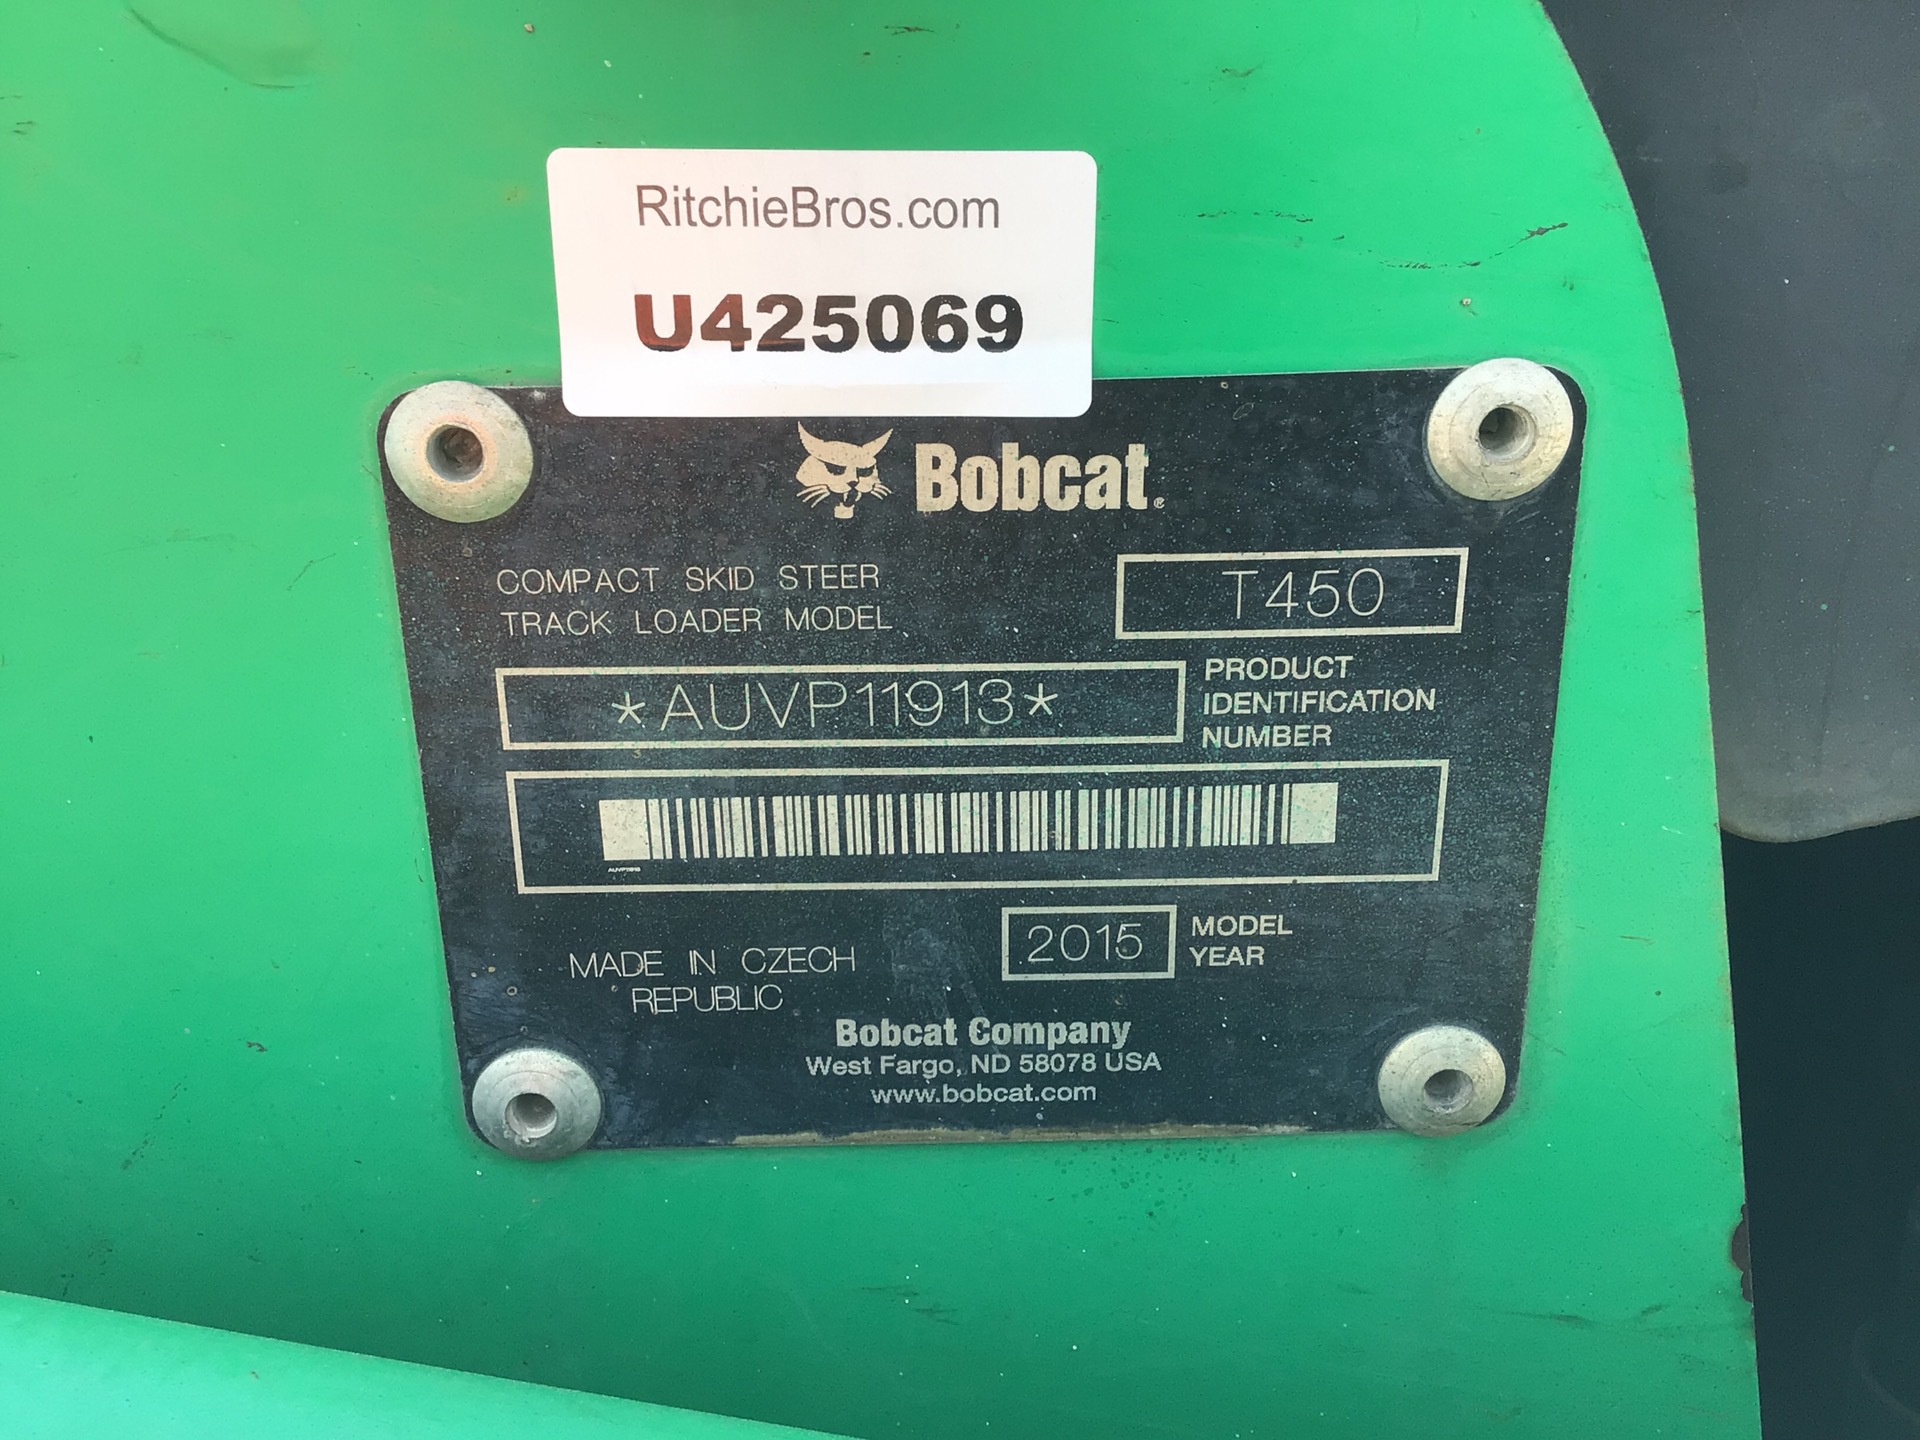 RitchieBros.com
U425069
Bobcat®
COMPACT SKID STEER
TRACK LOADER MODEL
T450
*AUVP11913*
PRODUCT
IDENTIFICATION
NUMBER
AUVP11913
MADE IN CZECH
REPUBLIC
2015
MODEL
YEAR
Bobcat Company
West Fargo, ND 58078 USA
www.bobcat.com